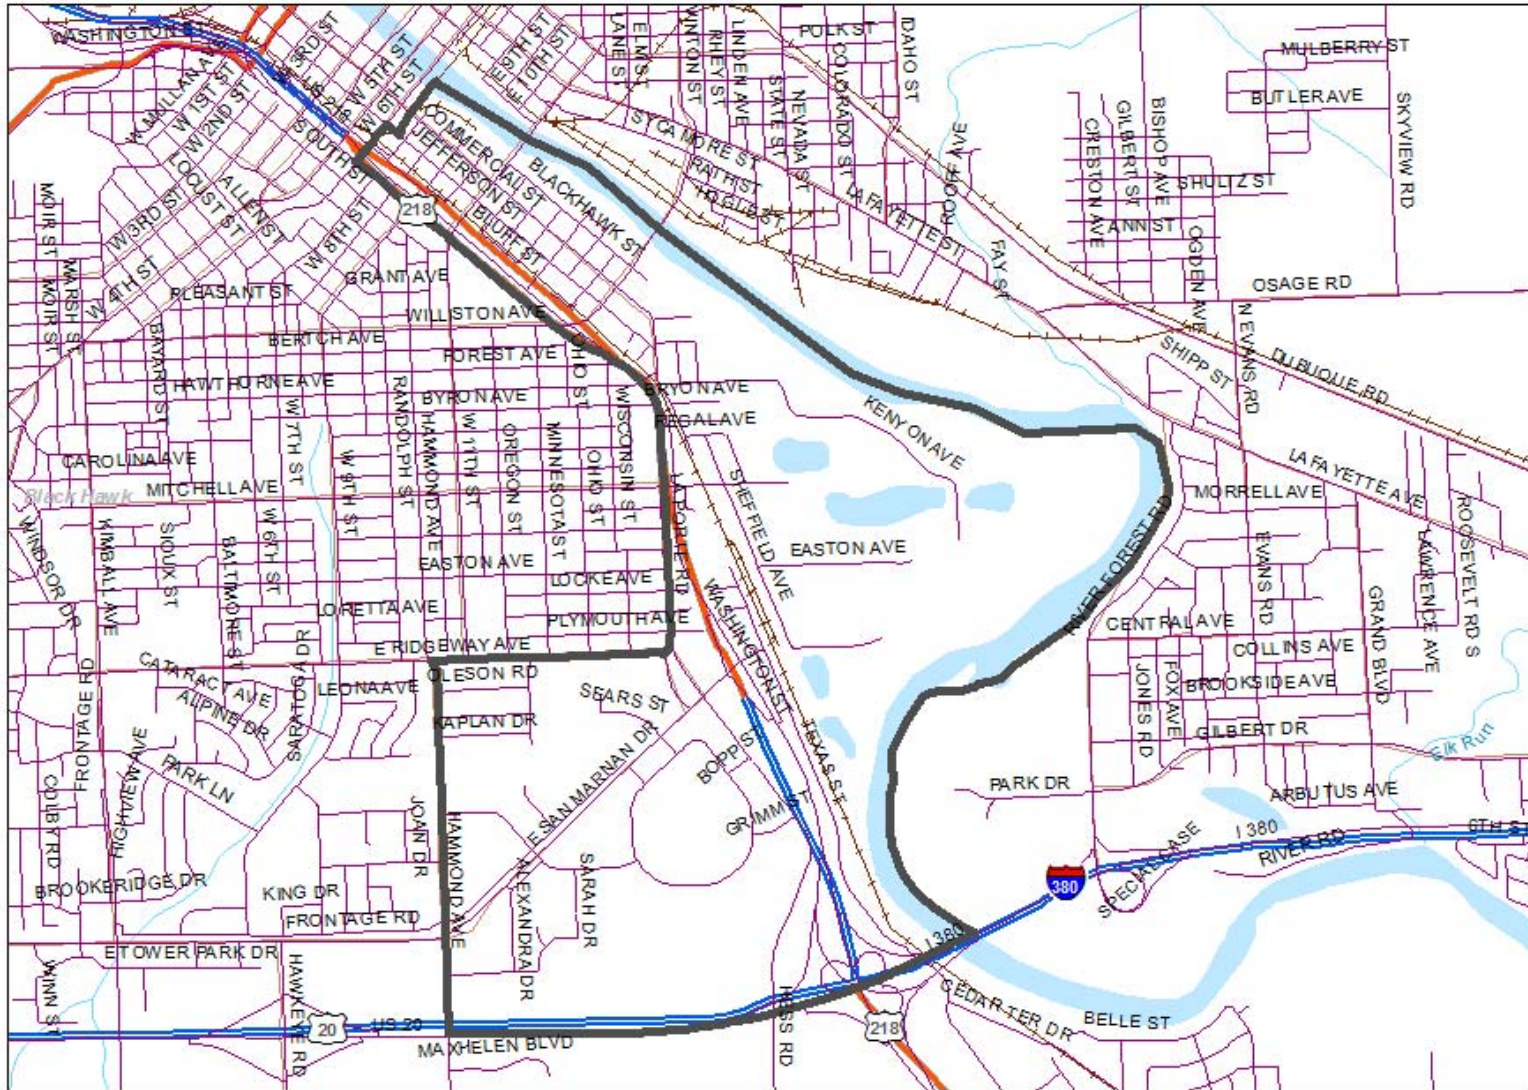 WASHINGTON ST
W 3RD ST
US 218
W 5TH ST
W 6TH ST
E 9TH ST
E 10TH ST
LANE ST
ELM ST
VINTON ST
RHEY ST
LINDEN AVE
STATE ST
NEVADA ST
POLK ST
COLORADO ST
IDAHO ST
MULBERRY ST
BUTLER AVE
SKYVIEW RD
BISHOP AVE
GILBERT ST
CRESTON AVE
SHULTZ ST
ANN ST
OGDEN AVE
OSAGE RD
W MULLAN AVE
W 1ST ST
W 2ND ST
SOUTH ST
LOCUST ST
ALLEN ST
W 3RD ST
W 4TH ST
W 8TH ST
MOIR ST
MOIR ST
MARSH ST
COMMERCIAL ST
JEFFERSON ST
BLACKHAWK ST
BLUFF ST
218
SYCAMORE ST
RATH ST
HOGLE ST
LAFAYETTE ST
ROOFF AVE
FAY ST
GRANT AVE
PLEASANT ST
WILLISTON AVE
BERTCH AVE
FOREST AVE
OHIO ST
BAYARD ST
HAWTHORNE AVE
BYRON AVE
BRYON AVE
REGAL AVE
KENYON AVE
SHIPP ST
N EVANS RD
DUBUQUE RD
W 7TH ST
RANDOLPH ST
HAMMOND AVE
W 11TH ST
OREGON ST
MINNESOTA ST
OHIO ST
WISCONSIN ST
CAROLINA AVE
MITCHELL AVE
Black Hawk
W 9TH ST
LA PORTE RD
SHEFFIELD AVE
LAFAYETTE AVE
MORRELL AVE
ROOSEVELT RD S
LAWRENCE AVE
EVANS RD
GRAND BLVD
RIVER FOREST RD
WINDSOR DR
KIMBALL AVE
SIOUX ST
BALTIMORE ST
W 6TH ST
EASTON AVE
EASTON AVE
LOCKE AVE
LORETTA AVE
PLYMOUTH AVE
WASHINGTON ST
CENTRAL AVE
COLLINS AVE
BROOKSIDE AVE
JONES RD
FOX AVE
GILBERT DR
Elk Run
E RIDGEWAY AVE
OLESON RD
CATARACT AVE
ALPINE DR
SARATOGA DR
LEONA AVE
KAPLAN DR
SEARS ST
FRONTAGE RD
HIGHVIEW AVE
PARK LN
COLBY RD
JOAN DR
HAMMOND AVE
E SAN MARNAN DR
BOPP ST
GRIMM ST
TEXAS ST
PARK DR
ARBUTUS AVE
I 380
RIVER RD
6TH ST
SPECIAL CASE
380
BROOKERIDGE DR
KING DR
FRONTAGE RD
ALEXANDRA DR
SARAH DR
E TOWER PARK DR
I 380
WINN ST
HAWKEYE RD
20
US 20
MAXHELEN BLVD
HESS RD
218
CEDAR TER DR
BELLE ST